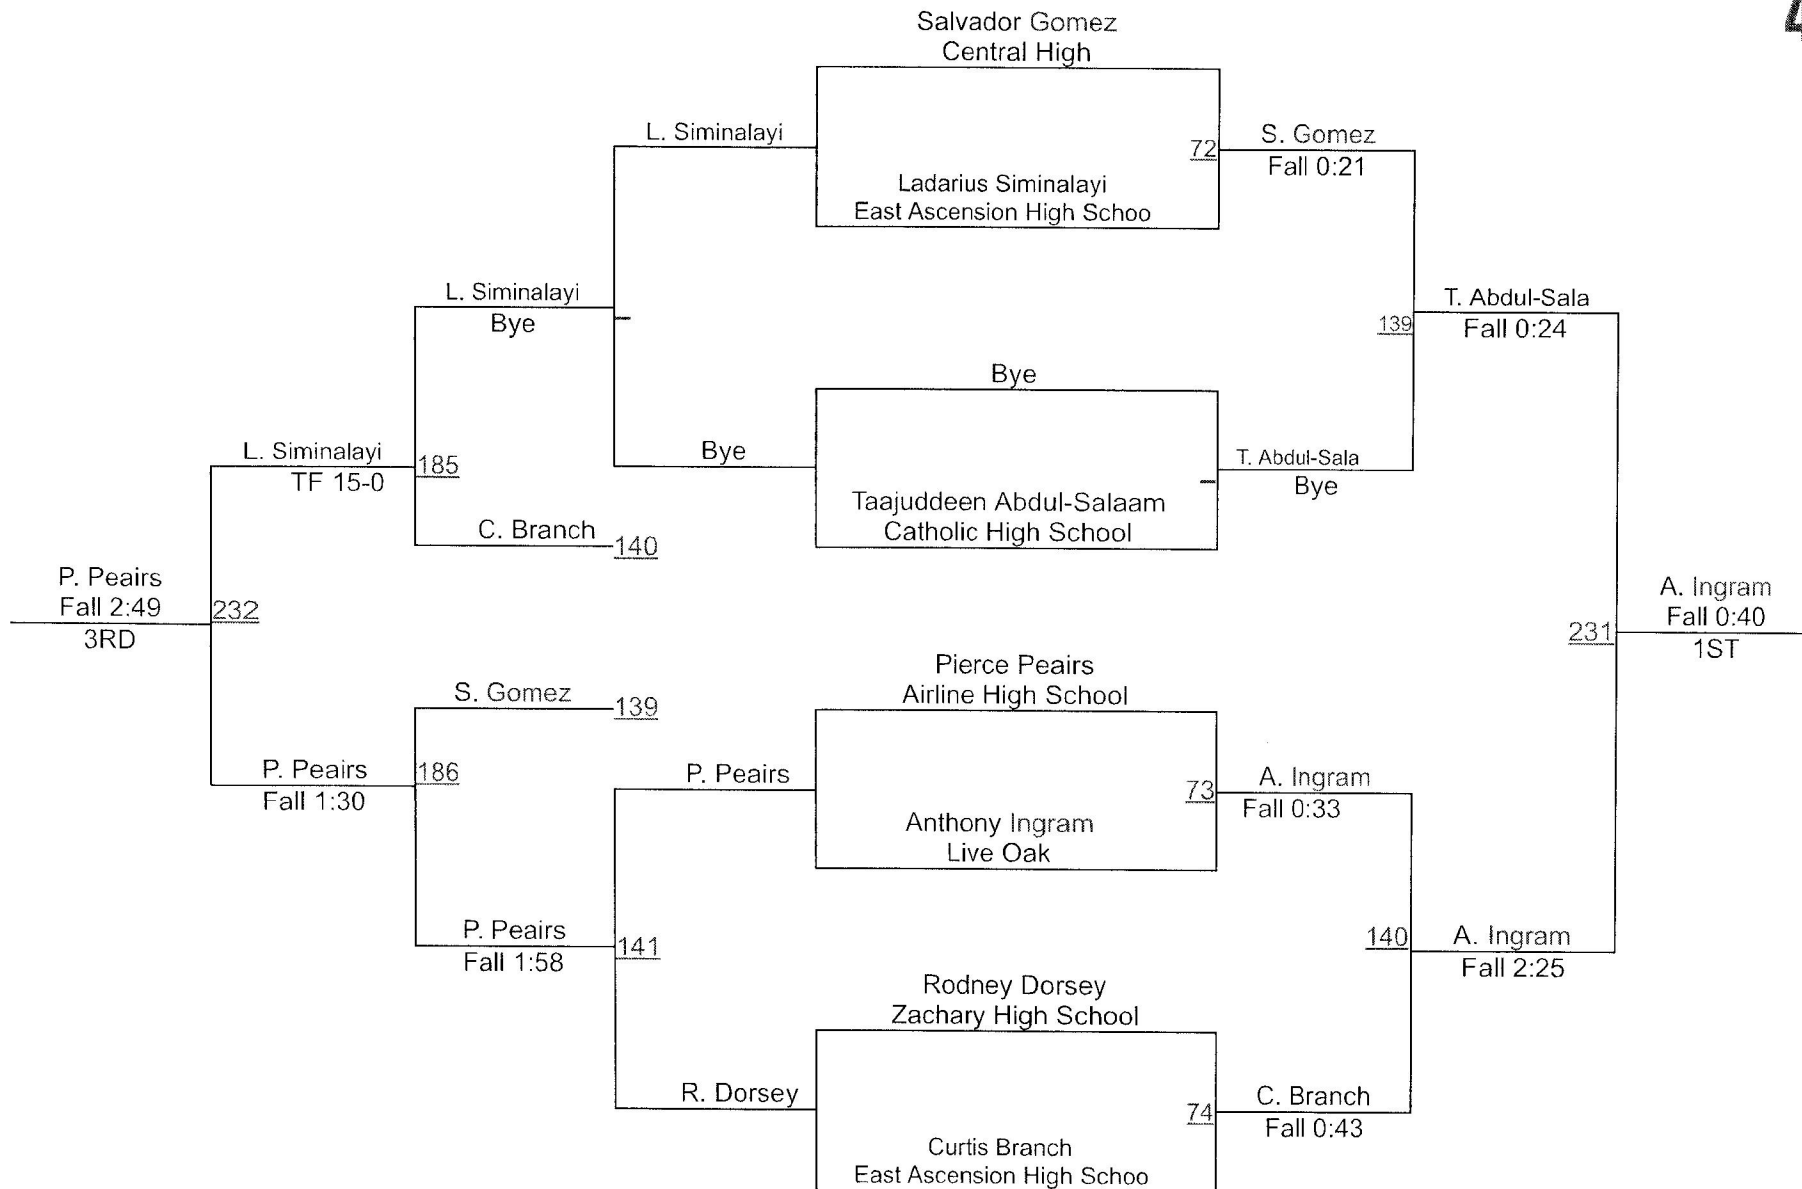 4
Salvador Gomez
Central High
L. Siminalayi
72
S. Gomez
Fall 0:21
Ladarius Siminalayi
East Ascension High Schoo
L. Siminalayi
Bye
139
T. Abdul-Sala
Fall 0:24
Bye
L. Siminalayi
TF 15-0
185
Bye
T. Abdul-Sala
Bye
Taajuddeen Abdul-Salaam
Catholic High School
C. Branch
140
P. Peairs
Fall 2:49
3RD
232
231
A. Ingram
Fall 0:40
1ST
Pierce Peairs
Airline High School
S. Gomez
139
P. Peairs
Fall 1:30
186
P. Peairs
73
A. Ingram
Fall 0:33
Anthony Ingram
Live Oak
P. Peairs
Fall 1:58
141
140
A. Ingram
Fall 2:25
Rodney Dorsey
Zachary High School
R. Dorsey
74
C. Branch
Fall 0:43
Curtis Branch
East Ascension High Schoo